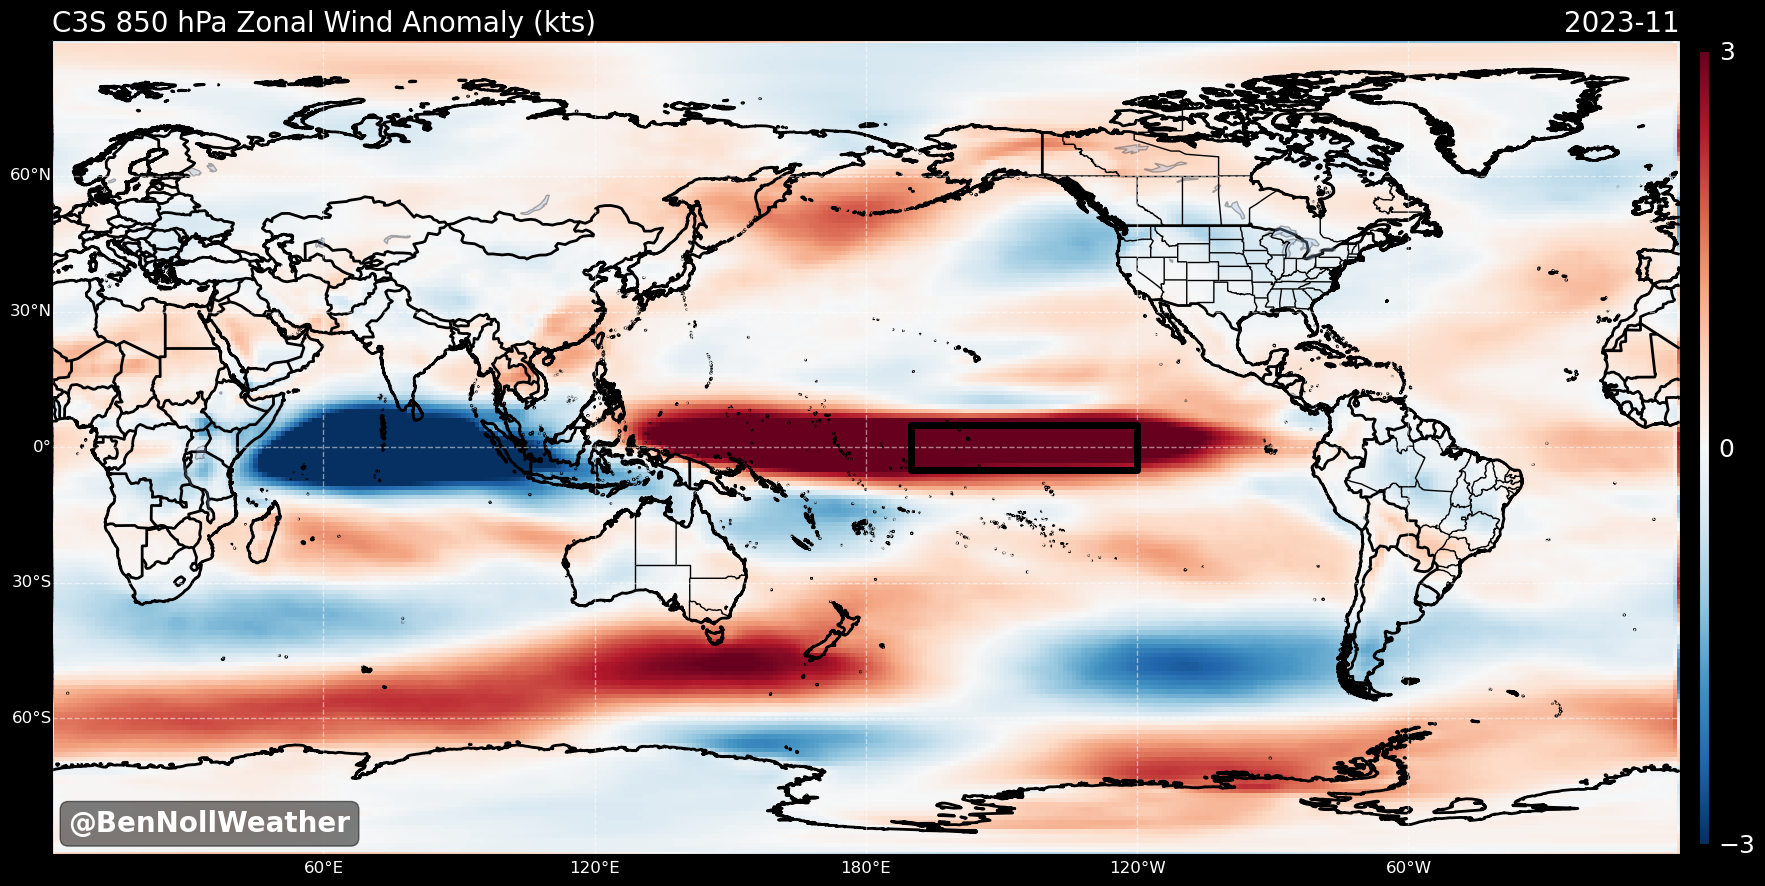 C3S 850 hPa Zonal Wind Anomaly (kts)
2023-11
3
0
−3
60°N
30°N
0°
30°S
60°S
60°E
120°E
180°E
120°W
60°W
@BenNollWeather